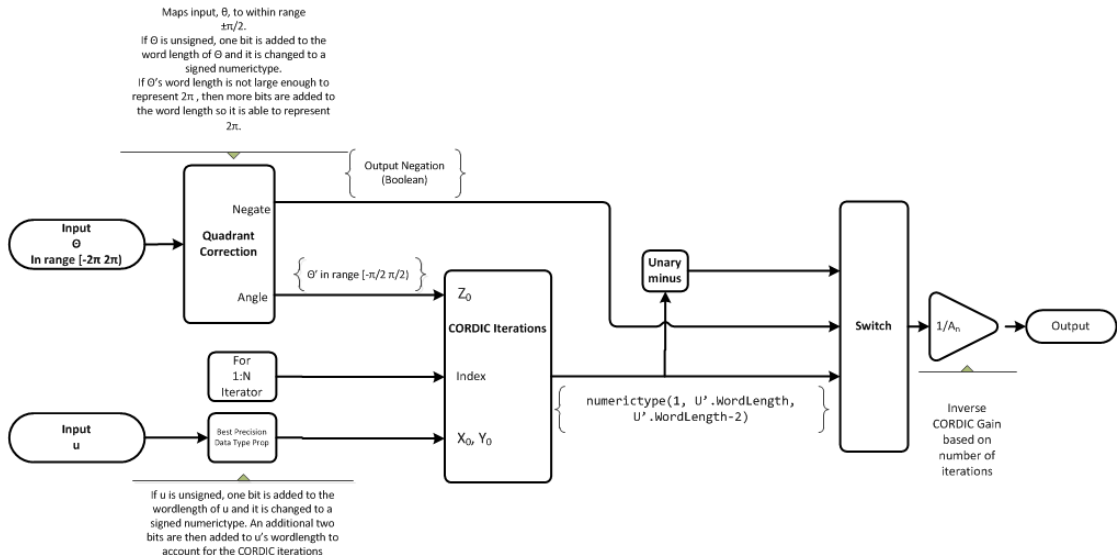 Maps input, θ, to within range
±π/2.
If Θ is unsigned, one bit is added to the
word length of Θ and it is changed to a
signed numerictype.
If Θ's word length is not large enough to
represent 2π , then more bits are added to
the word length so it is able to represent
2π.
Output Negation
(Boolean)
Input
Θ
In range [-2π 2π)
Quadrant
Correction
Negate
Angle
Θ' in range [-π/2 π/2)
Z0
CORDIC Iterations
Index
X0, Y0
For
1:N
Iterator
Input
u
Best Precision
Data Type Prop
If u is unsigned, one bit is added to the
wordlength of u and it is changed to a
signed numerictype. An additional two
bits are then added to u's wordlength to
account for the CORDIC iterations
Unary
minus
numerictype(1, U'.WordLength,
U'.WordLength-2)
Switch
1/An
Output
Inverse
CORDIC Gain
based on
number of
iterations